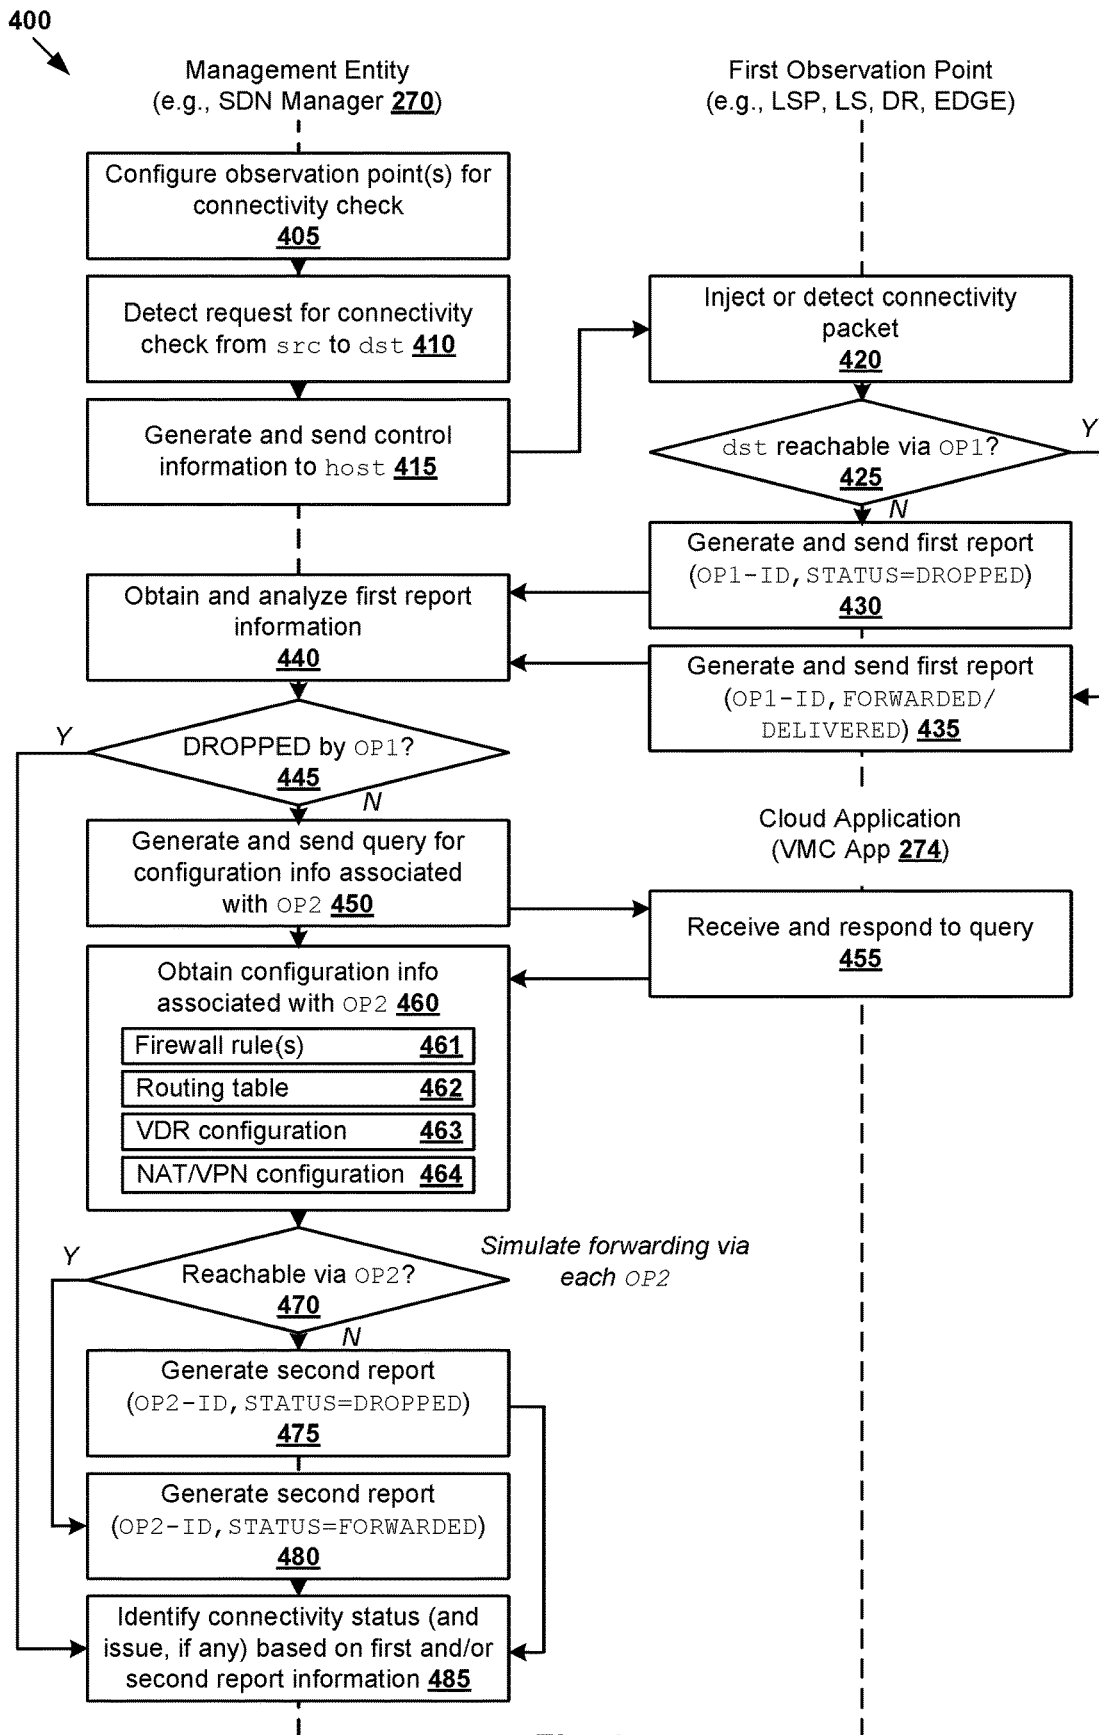 400
Management Entity
(e.g., SDN Manager 270)
First Observation Point
(e.g., LSP, LS, DR, EDGE)
Configure observation point(s) for
connectivity check
405
Detect request for connectivity
check from src to dst 410
Generate and send control
information to host 415
Inject or detect connectivity
packet
420
Y
dst reachable via OP1?
425
N
Generate and send first report
(OP1-ID, STATUS=DROPPED)
430
Generate and send first report
(OP1-ID, FORWARDED/
DELIVERED) 435
Obtain and analyze first report
information
440
Y
DROPPED by OP1?
445
N
Cloud Application
(VMC App 274)
Generate and send query for
configuration info associated
with OP2 450
Receive and respond to query
455
Obtain configuration info
associated with OP2 460
Firewall rule(s) 461
Routing table 462
VDR configuration 463
NAT/VPN configuration 464
Y
Reachable via OP2?
470
N
Simulate forwarding via
each OP2
Generate second report
(OP2-ID, STATUS=DROPPED)
475
Generate second report
(OP2-ID, STATUS=FORWARDED)
480
Identify connectivity status (and
issue, if any) based on first and/or
second report information 485